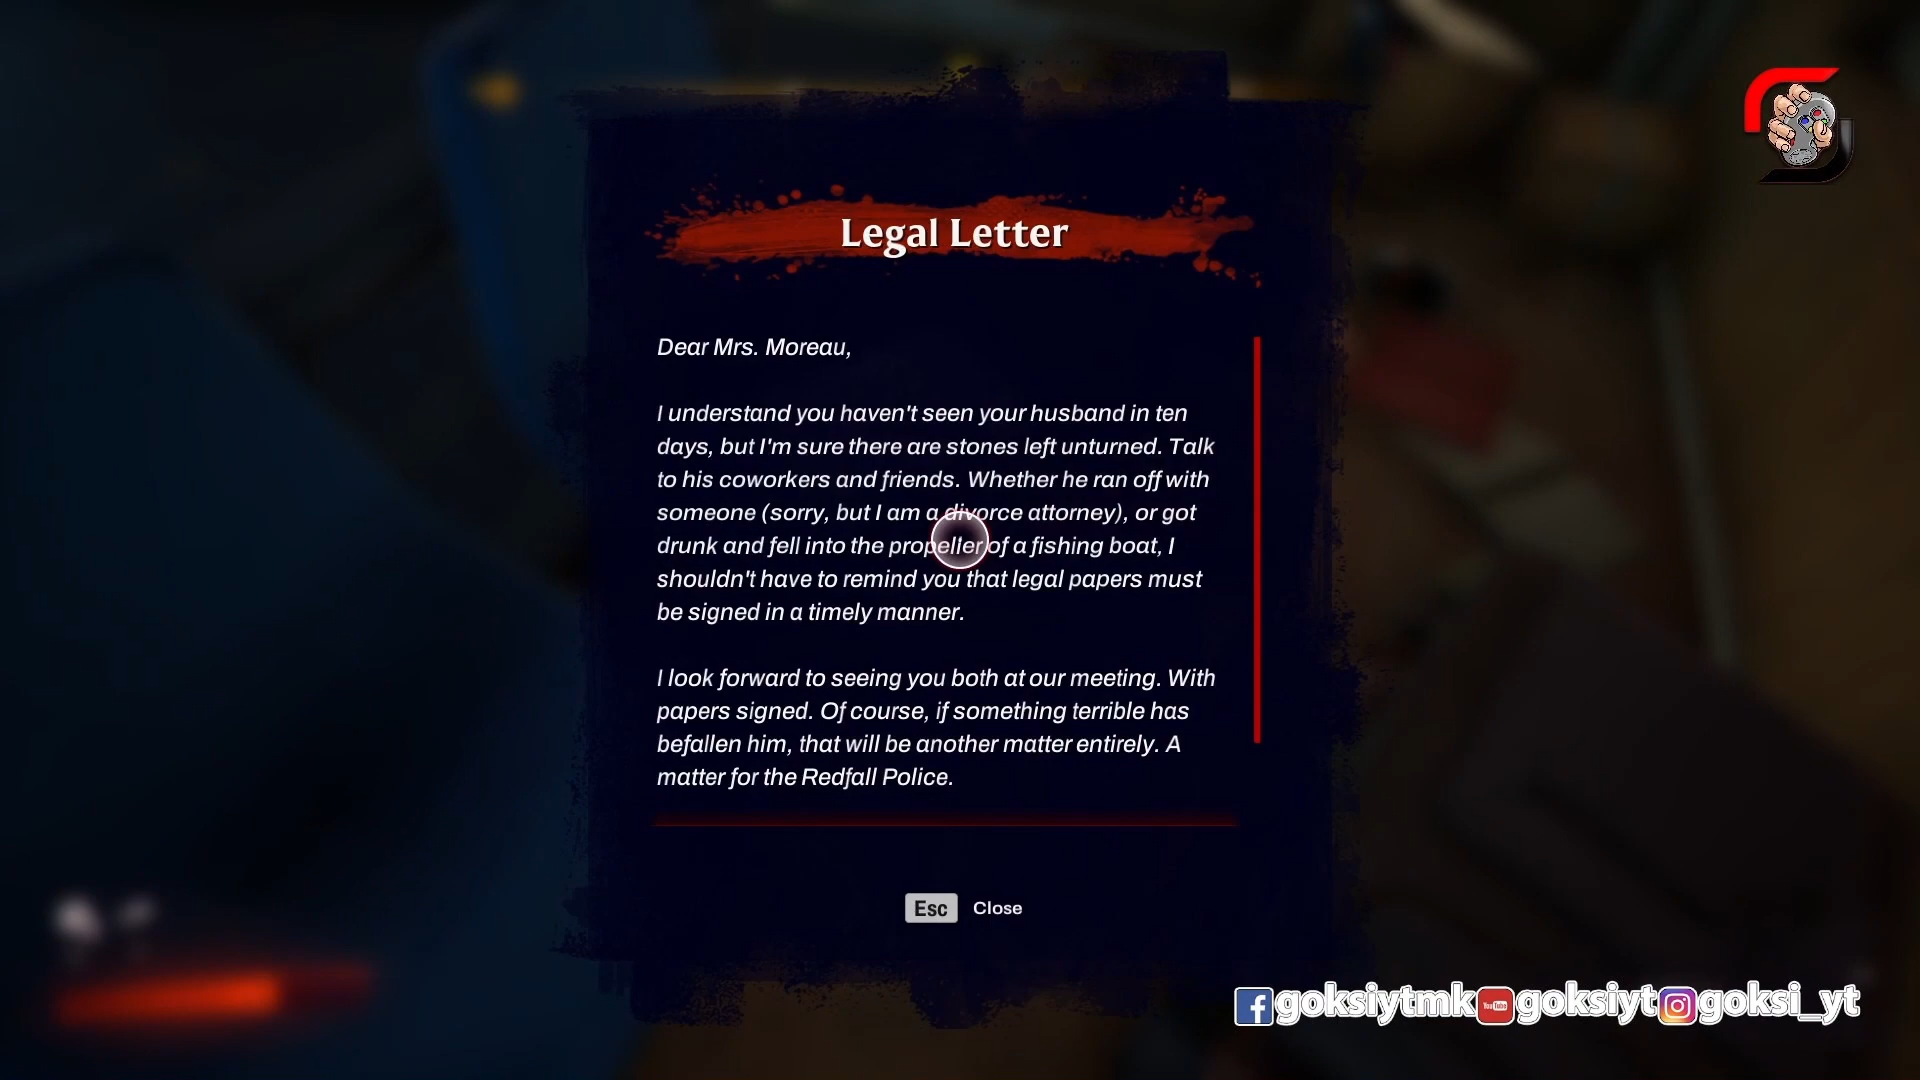 Legal Letter
Dear Mrs. Moreau,
I understand you haven't seen your husband in ten
days, but I'm sure there are stones left unturned. Talk
to his coworkers and friends. Whether he ran off with
someone (sorry, but I am a divorce attorney), or got
drunk and fell into the propeller of a fishing boat, I
shouldn't have to remind you that legal papers must
be signed in a timely manner.
I look forward to seeing you both at our meeting. With
papers signed. Of course, if something terrible has
befallen him, that will be another matter entirely. A
matter for the Redfall Police.
Esc Close
goksiytmk YouTube goksiyt goksi_yt